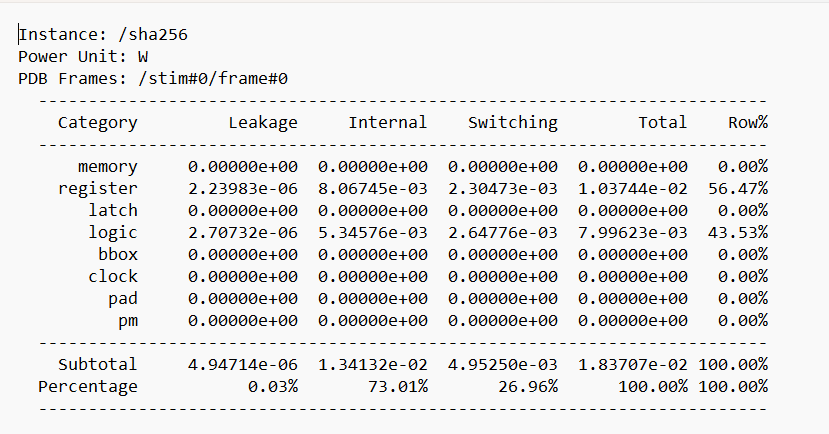 Instance: /sha256
Power Unit: W
PDB Frames: /stim#0/frame#0
-------------------------------------------------------------------------
Category Leakage Internal Switching Total Row%
-------------------------------------------------------------------------
memory 0.00000e+00 0.00000e+00 0.00000e+00 0.00000e+00 0.00%
register 2.23983e-06 8.06745e-03 2.30473e-03 1.03744e-02 56.47%
latch 0.00000e+00 0.00000e+00 0.00000e+00 0.00000e+00 0.00%
logic 2.70732e-06 5.34576e-03 2.64776e-03 7.99623e-03 43.53%
bbox 0.00000e+00 0.00000e+00 0.00000e+00 0.00000e+00 0.00%
clock 0.00000e+00 0.00000e+00 0.00000e+00 0.00000e+00 0.00%
pad 0.00000e+00 0.00000e+00 0.00000e+00 0.00000e+00 0.00%
pm 0.00000e+00 0.00000e+00 0.00000e+00 0.00000e+00 0.00%
-------------------------------------------------------------------------
Subtotal 4.94714e-06 1.34132e-02 4.95250e-03 1.83707e-02 100.00%
Percentage 0.03% 73.01% 26.96% 100.00% 100.00%
-------------------------------------------------------------------------